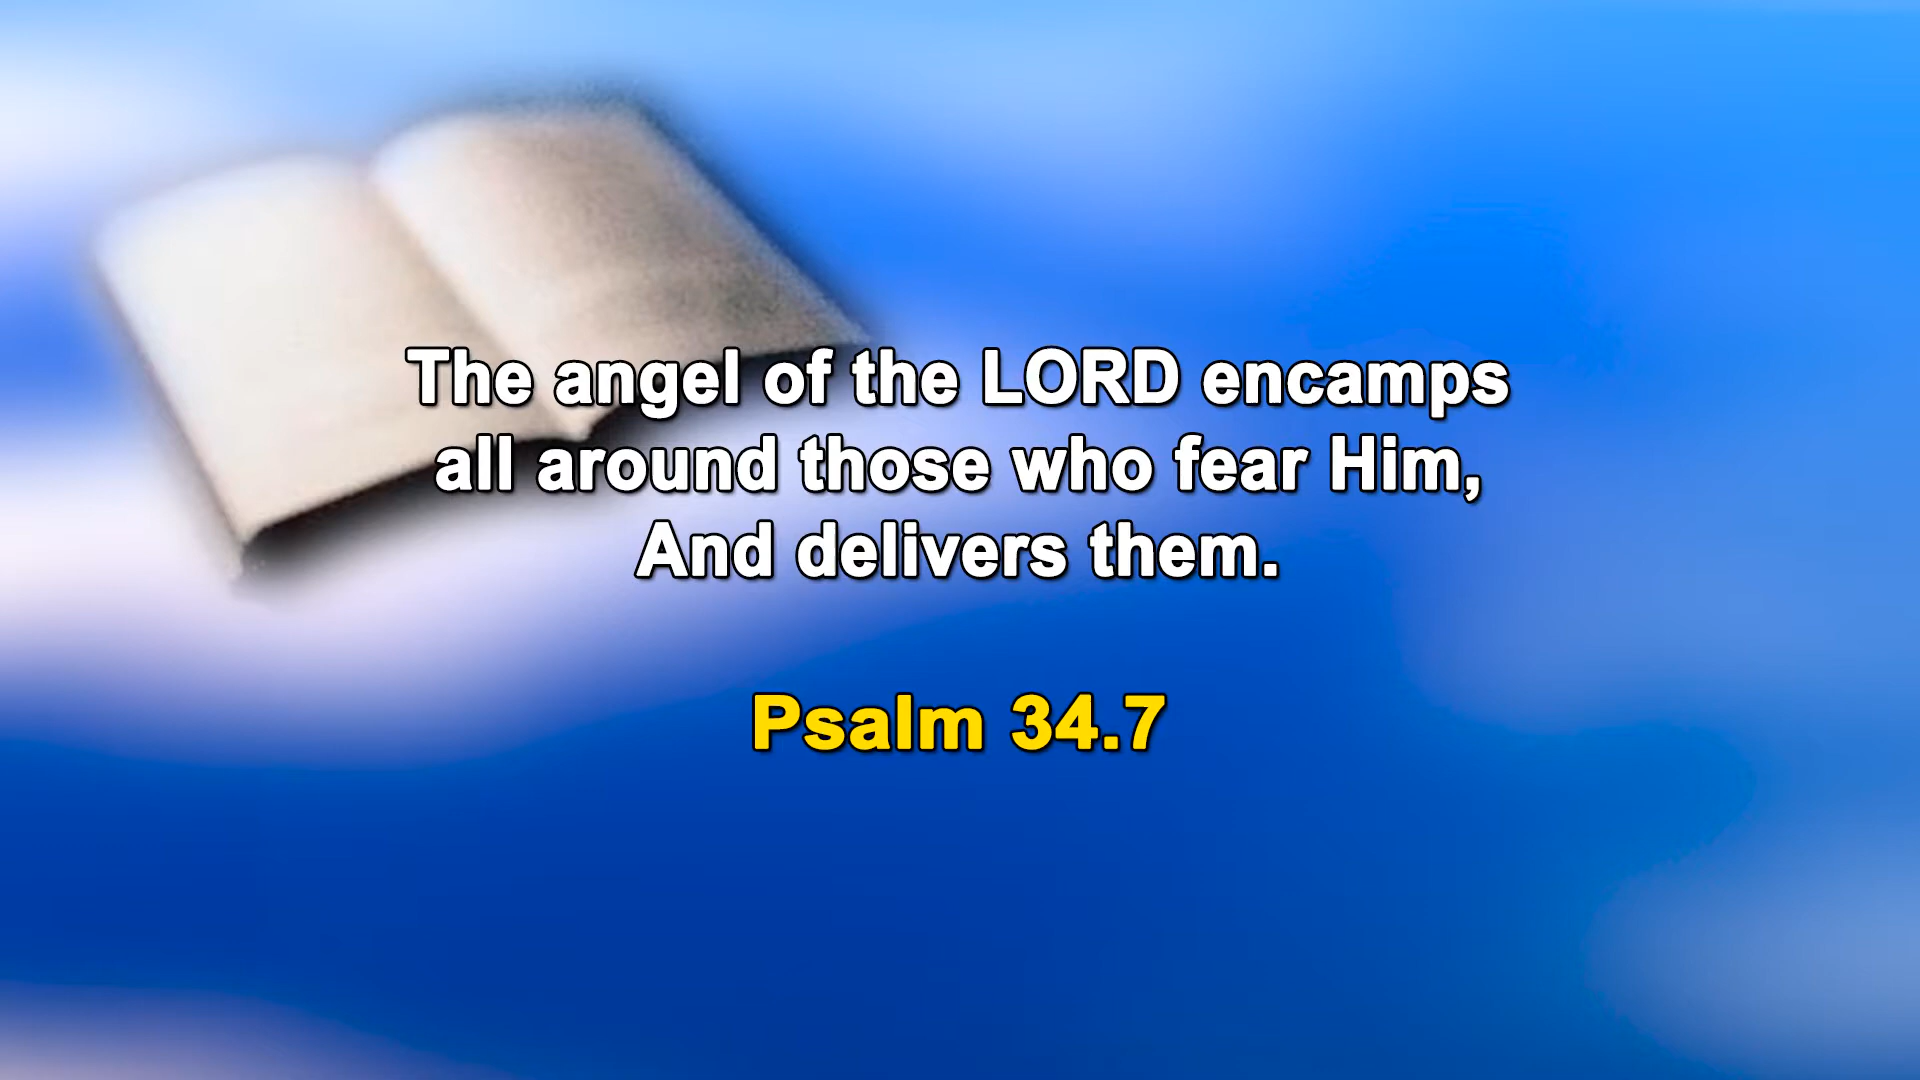 The angel of the LORD encamps
all around those who fear Him,
And delivers them.
Psalm 34.7